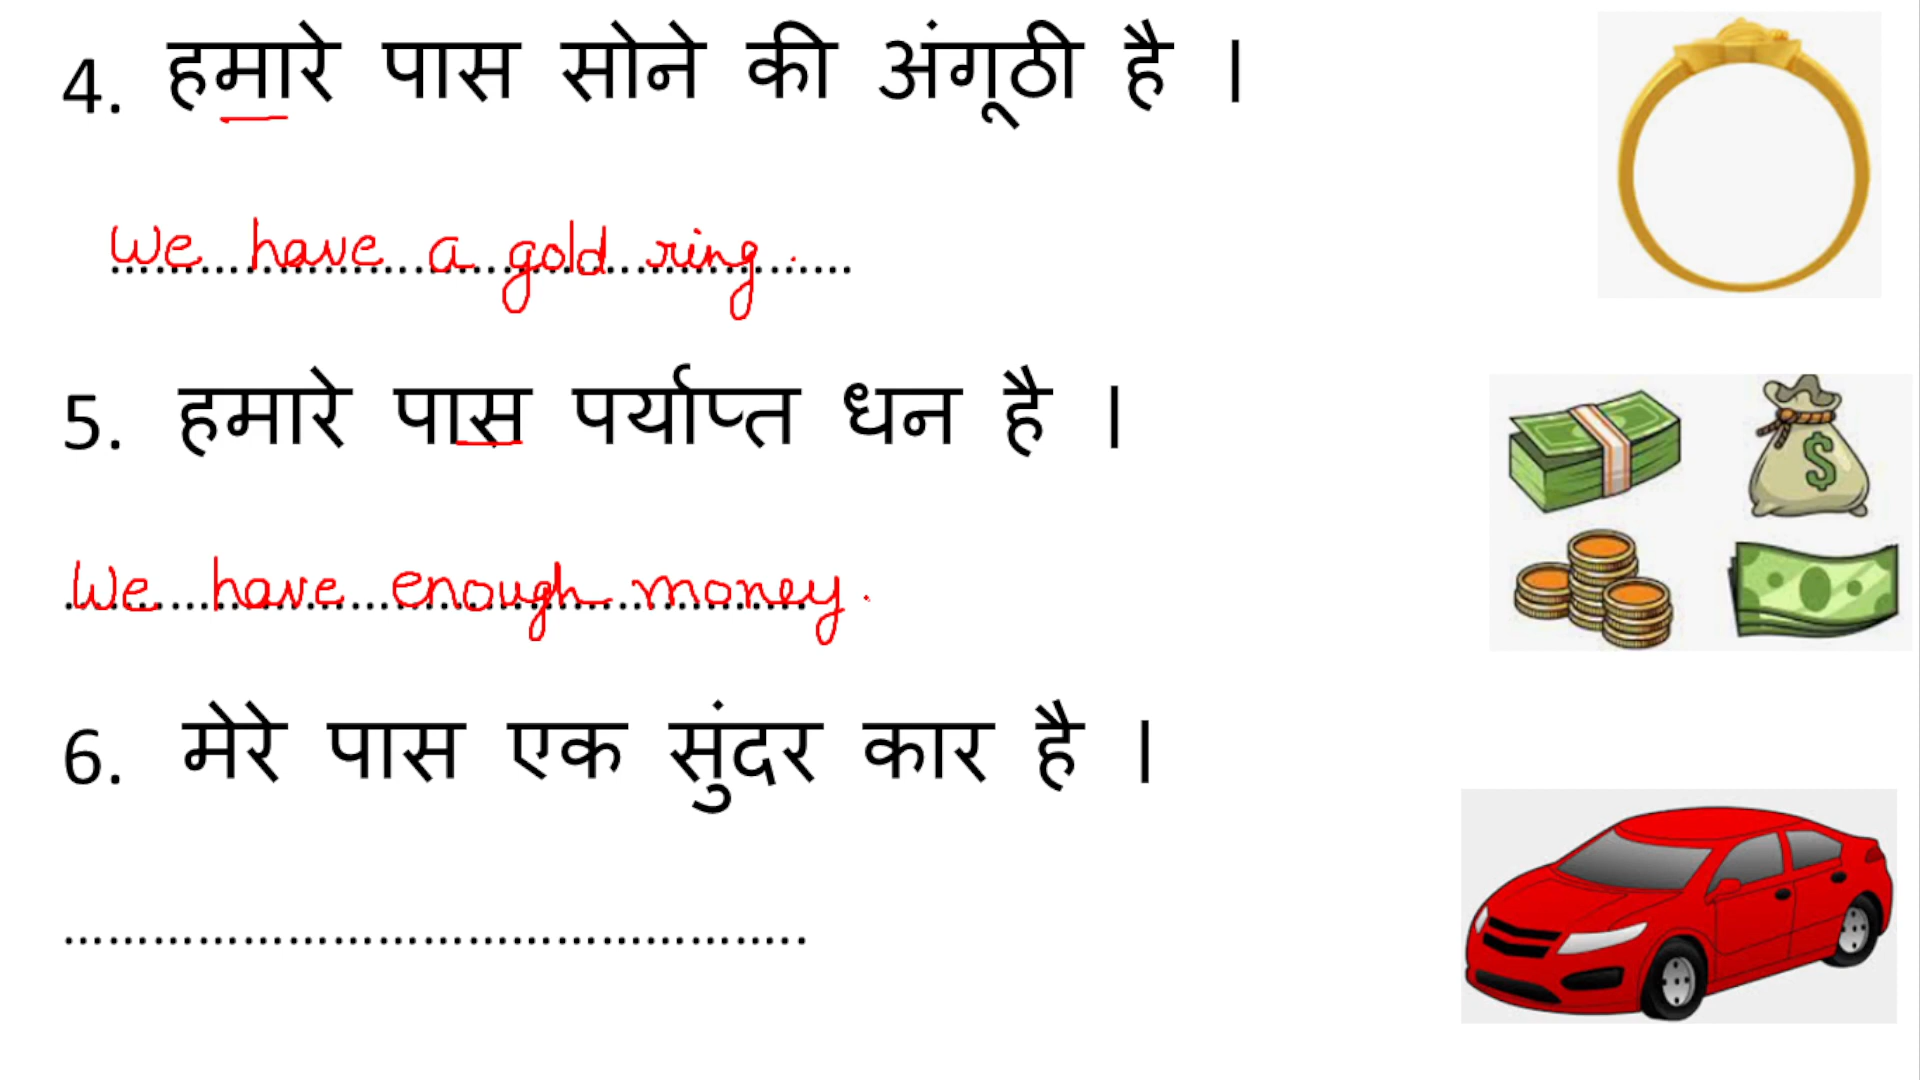 4. हमारे पास सोने की अंगूठी है ।
We have a gold ring.
5. हमारे पास पर्याप्त धन है ।
We have enough money.
6. मेरे पास एक सुंदर कार है ।
$